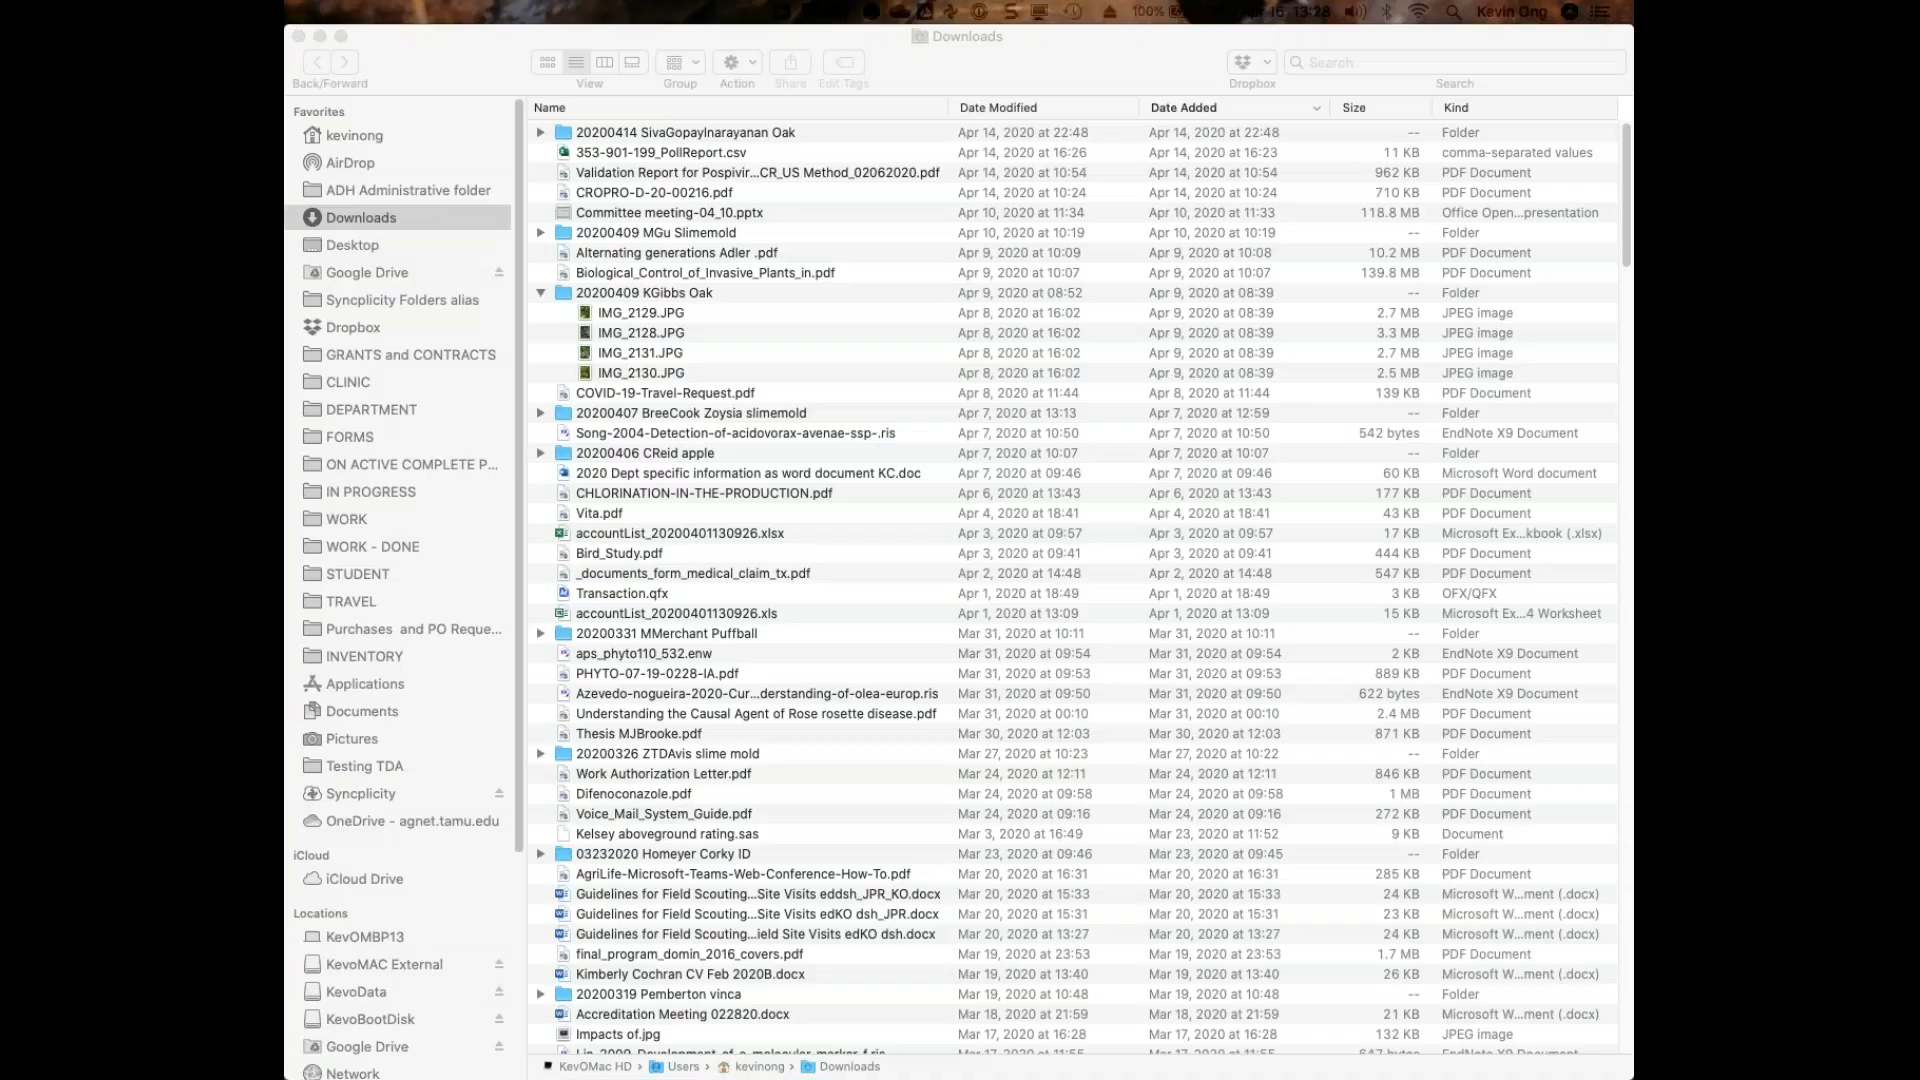 100%
13:28
Kevin Ong
Downloads
Back/Forward
View
Group
Action
Share
Edit Tags
Dropbox
Search
Search
Favorites
kevinong
AirDrop
ADH Administrative folder
Downloads
Desktop
Google Drive
Syncplicity Folders alias
Dropbox
GRANTS and CONTRACTS
CLINIC
DEPARTMENT
FORMS
ON ACTIVE COMPLETE P...
IN PROGRESS
WORK
WORK - DONE
STUDENT
TRAVEL
Purchases and PO Reque...
INVENTORY
Applications
Documents
Pictures
Testing TDA
Syncplicity
OneDrive - agnet.tamu.edu
iCloud
iCloud Drive
Locations
KevOMBP13
KevoMAC External
KevoData
KevoBootDisk
Google Drive
Network
Name Date Modified Date Added Size Kind
20200414 SivaGopaylnarayanan Oak Apr 14, 2020 at 22:48 Apr 14, 2020 at 22:48 -- Folder
353-901-199_PollReport.csv Apr 14, 2020 at 16:26 Apr 14, 2020 at 16:23 11 KB comma-separated values
Validation Report for Pospivir...CR_US Method_02062020.pdf Apr 14, 2020 at 10:54 Apr 14, 2020 at 10:54 962 KB PDF Document
CROPRO-D-20-00216.pdf Apr 14, 2020 at 10:24 Apr 14, 2020 at 10:24 710 KB PDF Document
Committee meeting-04_10.pptx Apr 10, 2020 at 11:34 Apr 10, 2020 at 11:33 118.8 MB Office Open...presentation
20200409 MGu Slimemold Apr 10, 2020 at 10:19 Apr 10, 2020 at 10:19 -- Folder
Alternating generations Adler .pdf Apr 9, 2020 at 10:09 Apr 9, 2020 at 10:08 10.2 MB PDF Document
Biological_Control_of_Invasive_Plants_in.pdf Apr 9, 2020 at 10:07 Apr 9, 2020 at 10:07 139.8 MB PDF Document
20200409 KGibbs Oak Apr 9, 2020 at 08:52 Apr 9, 2020 at 08:39 -- Folder
IMG_2129.JPG Apr 8, 2020 at 16:02 Apr 9, 2020 at 08:39 2.7 MB JPEG image
IMG_2128.JPG Apr 8, 2020 at 16:02 Apr 9, 2020 at 08:39 3.3 MB JPEG image
IMG_2131.JPG Apr 8, 2020 at 16:02 Apr 9, 2020 at 08:39 2.7 MB JPEG image
IMG_2130.JPG Apr 8, 2020 at 16:02 Apr 9, 2020 at 08:39 2.5 MB JPEG image
COVID-19-Travel-Request.pdf Apr 8, 2020 at 11:44 Apr 8, 2020 at 11:44 139 KB PDF Document
20200407 BreeCook Zoysia slimemold Apr 7, 2020 at 13:13 Apr 7, 2020 at 12:59 -- Folder
Song-2004-Detection-of-acidovorax-avenae-ssp-.ris Apr 7, 2020 at 10:50 Apr 7, 2020 at 10:50 542 bytes EndNote X9 Document
20200406 CReid apple Apr 7, 2020 at 10:07 Apr 7, 2020 at 10:07 -- Folder
2020 Dept specific information as word document KC.doc Apr 7, 2020 at 09:46 Apr 7, 2020 at 09:46 60 KB Microsoft Word document
CHLORINATION-IN-THE-PRODUCTION.pdf Apr 6, 2020 at 13:43 Apr 6, 2020 at 13:43 177 KB PDF Document
Vita.pdf Apr 4, 2020 at 18:41 Apr 4, 2020 at 18:41 43 KB PDF Document
accountList_20200401130926.xlsx Apr 3, 2020 at 09:57 Apr 3, 2020 at 09:57 17 KB Microsoft Ex...kbook (.xlsx)
Bird_Study.pdf Apr 3, 2020 at 09:41 Apr 3, 2020 at 09:41 444 KB PDF Document
_documents_form_medical_claim_tx.pdf Apr 2, 2020 at 14:48 Apr 2, 2020 at 14:48 547 KB PDF Document
Transaction.qfx Apr 1, 2020 at 18:49 Apr 1, 2020 at 18:49 3 KB OFX/QFX
accountList_20200401130926.xls Apr 1, 2020 at 13:09 Apr 1, 2020 at 13:09 15 KB Microsoft Ex...4 Worksheet
20200331 MMerchant Puffball Mar 31, 2020 at 10:11 Mar 31, 2020 at 10:11 -- Folder
aps_phyto110_532.enw Mar 31, 2020 at 09:54 Mar 31, 2020 at 09:54 2 KB EndNote X9 Document
PHYTO-07-19-0228-IA.pdf Mar 31, 2020 at 09:53 Mar 31, 2020 at 09:53 889 KB PDF Document
Azevedo-nogueira-2020-Cur...derstanding-of-olea-europ.ris Mar 31, 2020 at 09:50 Mar 31, 2020 at 09:50 622 bytes EndNote X9 Document
Understanding the Causal Agent of Rose rosette disease.pdf Mar 31, 2020 at 00:10 Mar 31, 2020 at 00:10 2.4 MB PDF Document
Thesis MJBrooke.pdf Mar 30, 2020 at 12:03 Mar 30, 2020 at 12:03 871 KB PDF Document
20200326 ZTDAvis slime mold Mar 27, 2020 at 10:23 Mar 27, 2020 at 10:22 -- Folder
Work Authorization Letter.pdf Mar 24, 2020 at 12:11 Mar 24, 2020 at 12:11 846 KB PDF Document
Difenoconazole.pdf Mar 24, 2020 at 09:58 Mar 24, 2020 at 09:58 1 MB PDF Document
Voice_Mail_System_Guide.pdf Mar 24, 2020 at 09:16 Mar 24, 2020 at 09:16 272 KB PDF Document
Kelsey aboveground rating.sas Mar 3, 2020 at 16:49 Mar 23, 2020 at 11:52 9 KB Document
03232020 Homeyer Corky ID Mar 23, 2020 at 09:46 Mar 23, 2020 at 09:45 -- Folder
AgriLife-Microsoft-Teams-Web-Conference-How-To.pdf Mar 20, 2020 at 16:31 Mar 20, 2020 at 16:31 285 KB PDF Document
Guidelines for Field Scouting...Site Visits eddsh_JPR_KO.docx Mar 20, 2020 at 15:33 Mar 20, 2020 at 15:33 24 KB Microsoft W...ment (.docx)
Guidelines for Field Scouting...Site Visits edKO dsh_JPR.docx Mar 20, 2020 at 15:31 Mar 20, 2020 at 15:31 23 KB Microsoft W...ment (.docx)
Guidelines for Field Scouting...ield Site Visits edKO dsh.docx Mar 20, 2020 at 13:27 Mar 20, 2020 at 13:27 24 KB Microsoft W...ment (.docx)
final_program_domin_2016_covers.pdf Mar 19, 2020 at 23:53 Mar 19, 2020 at 23:53 1.7 MB PDF Document
Kimberly Cochran CV Feb 2020B.docx Mar 19, 2020 at 13:40 Mar 19, 2020 at 13:40 26 KB Microsoft W...ment (.docx)
20200319 Pemberton vinca Mar 19, 2020 at 10:48 Mar 19, 2020 at 10:48 -- Folder
Accreditation Meeting 022820.docx Mar 18, 2020 at 21:59 Mar 18, 2020 at 21:59 21 KB Microsoft W...ment (.docx)
Impacts of.jpg Mar 17, 2020 at 16:28 Mar 17, 2020 at 16:28 132 KB JPEG image
KevOMac HD › Users › kevinong › Downloads